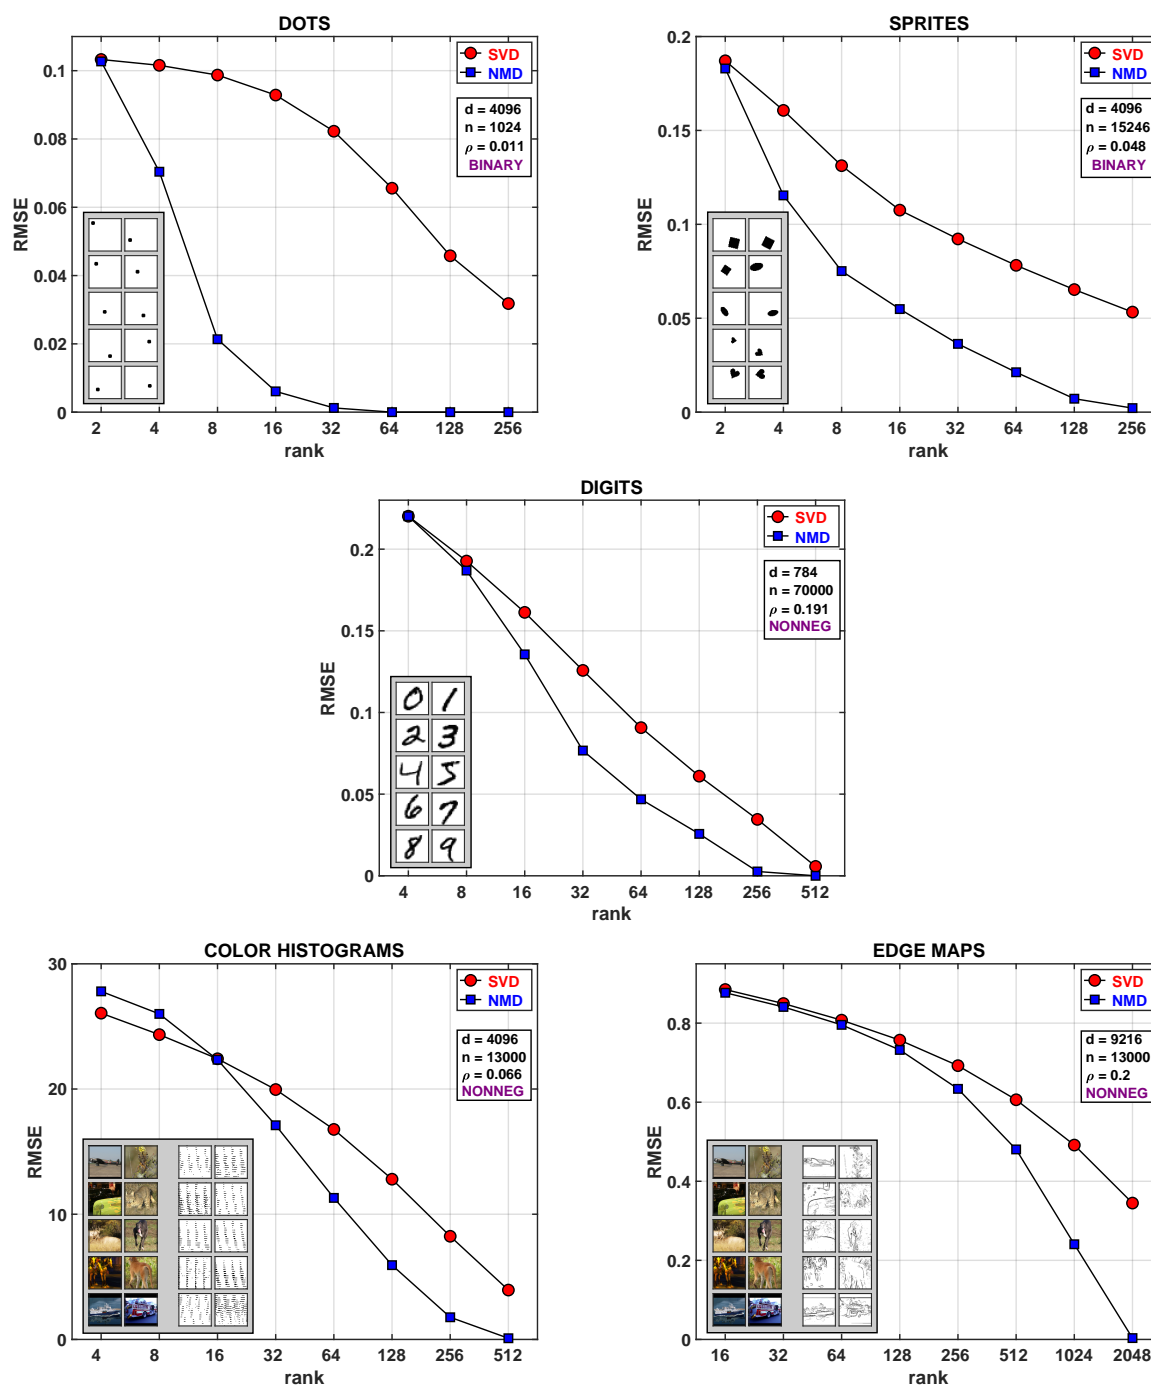 DOTS
SVD
NMD
d = 4096
n = 1024
ρ = 0.011
BINARY
RMSE
0.1
0.08
0.06
0.04
0.02
0
2 4 8 16 32 64 128 256
rank
SPRITES
SVD
NMD
d = 4096
n = 15246
ρ = 0.048
BINARY
RMSE
0.2
0.15
0.1
0.05
0
2 4 8 16 32 64 128 256
rank
DIGITS
SVD
NMD
d = 784
n = 70000
ρ = 0.191
NONNEG
RMSE
0.2
0.15
0.1
0.05
0
0 1
2 3
4 5
6 7
8 9
4 8 16 32 64 128 256 512
rank
COLOR HISTOGRAMS
SVD
NMD
d = 4096
n = 13000
ρ = 0.066
NONNEG
RMSE
30
20
10
0
4 8 16 32 64 128 256 512
rank
EDGE MAPS
SVD
NMD
d = 9216
n = 13000
ρ = 0.2
NONNEG
RMSE
0.8
0.6
0.4
0.2
0
16 32 64 128 256 512 1024 2048
rank